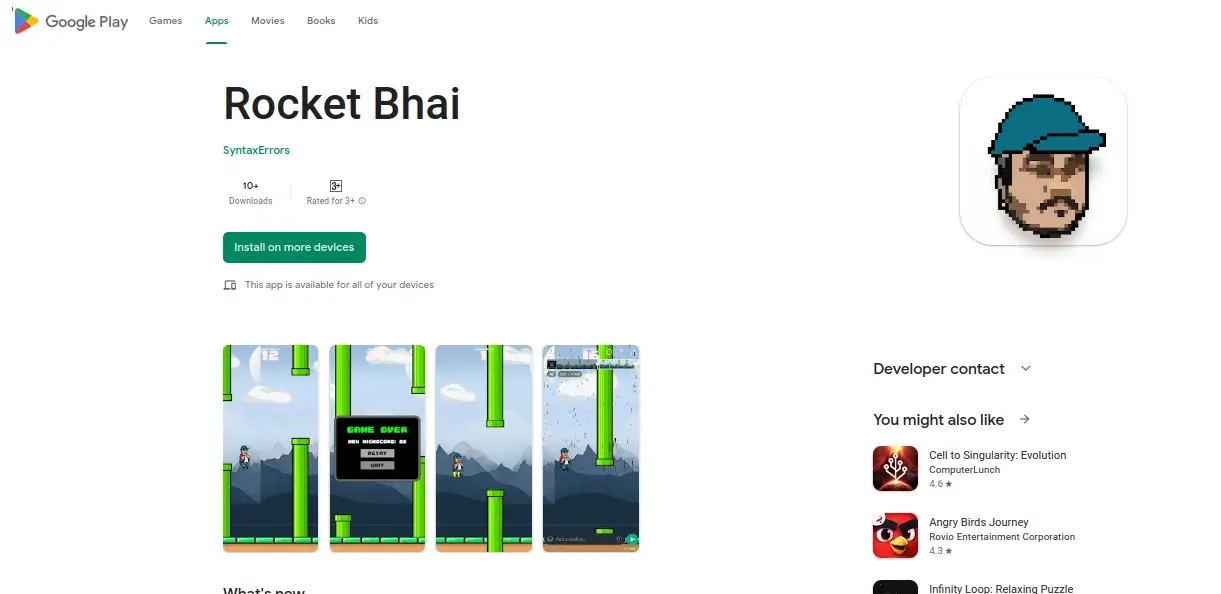 Google Play
Games
Apps
Movies
Books
Kids
Rocket Bhai
SyntaxErrors
10+
Downloads
3+
Rated for 3+
Install on more devices
This app is available for all of your devices
12
GAME OVER
NEW HIGHSCORE:
RETRY
QUIT
Developer contact
You might also like
Cell to Singularity: Evolution
ComputerLunch
4.6 ★
Angry Birds Journey
Rovio Entertainment Corporation
4.3 ★
Infinity Loop: Relaxing Puzzle
What's new